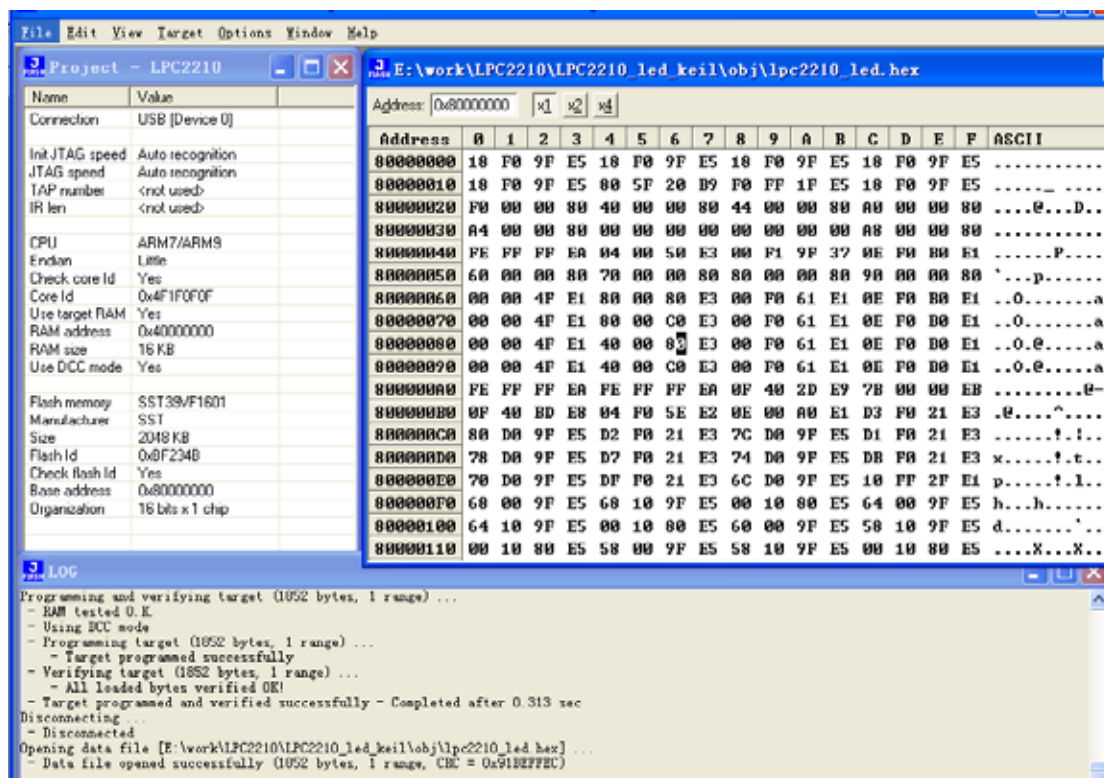 File Edit View Target Options Window Help
Project - LPC2210
Name Value
Connection USB [Device 0]
Init JTAG speed Auto recognition
JTAG speed Auto recognition
TAP number <not used>
IR len <not used>
CPU ARM7/ARM9
Endian Little
Check core Id Yes
Core Id 0x4F1F0F0F
Use target RAM Yes
RAM address 0x40000000
RAM size 16 KB
Use DCC mode Yes
Flash memory SST39VF1601
Manufacturer SST
Size 2048 KB
Flash Id 0xBF234B
Check flash Id Yes
Base address 0x80000000
Organization 16 bits x 1 chip
E:\work\LPC2210\LPC2210_led_keil\obj\lpc2210_led.hex
Address: 0x80000000 x1 x2 x4
Address 0 1 2 3 4 5 6 7 8 9 A B C D E F ASCII
80000000 18 F0 9F E5 18 F0 9F E5 18 F0 9F E5 18 F0 9F E5 ............
80000010 18 F0 9F E5 80 5F 20 B9 F0 FF 1F E5 18 F0 9F E5 ....._ ....
80000020 F0 00 00 80 40 00 00 80 44 00 00 80 A0 00 00 80 ....@...D...
80000030 A4 00 00 80 00 00 00 00 00 00 00 00 A8 00 00 80 ............
80000040 FE FF FF EA 04 00 50 E3 00 F1 9F 37 0E F0 B0 E1 ......P.....
80000050 60 00 00 80 70 00 00 80 80 00 00 80 90 00 00 80 `...p.......
80000060 00 00 4F E1 80 00 80 E3 00 F0 61 E1 0E F0 B0 E1 ..O.......a
80000070 00 00 4F E1 80 00 C0 E3 00 F0 61 E1 0E F0 B0 E1 ..O.......a
80000080 00 00 4F E1 40 00 E3 00 F0 61 E1 0E F0 B0 E1 ..O.@.....a
80000090 00 00 4F E1 40 00 C0 E3 00 F0 61 E1 0E F0 B0 E1 ..O.@.....a
800000A0 FE FF FF EA FE FF FF EA 0F 40 2D E9 7B 00 00 EB .........@-
800000B0 0F 40 BD E8 04 F0 5E E2 0E 00 A0 E1 D3 F0 21 E3 .@....^....
800000C0 80 D0 9F E5 D2 F0 21 E3 7C D0 9F E5 D1 F0 21 E3 ......!.|...
800000D0 78 D0 9F E5 D7 F0 21 E3 74 D0 9F E5 DB F0 21 E3 x.....!.t...
800000E0 70 D0 9F E5 DF F0 21 E3 6C D0 9F E5 10 FF 2F E1 p.....!.l...
800000F0 68 00 9F E5 68 10 9F E5 00 10 80 E5 64 00 9F E5 h...h.......
80000100 64 10 9F E5 00 10 80 E5 60 00 9F E5 58 10 9F E5 d.......`...
80000110 00 10 80 E5 58 00 9F E5 58 10 9F E5 00 10 80 E5 ....X...X...
LOG
Programming and verifying target (1852 bytes, 1 range) ...
- RAM tested O.K.
- Using DCC mode
- Programming target (1852 bytes, 1 range) ...
- Target programmed successfully
- Verifying target (1852 bytes, 1 range) ...
- All loaded bytes verified OK!
- Target programmed and verified successfully - Completed after 0.313 sec
Disconnecting ...
- Disconnected
Opening data file [E:\work\LPC2210\LPC2210_led_keil\obj\lpc2210_led.hex] ...
- Data file opened successfully (1852 bytes, 1 range, CRC = 0x91BEFFEC)